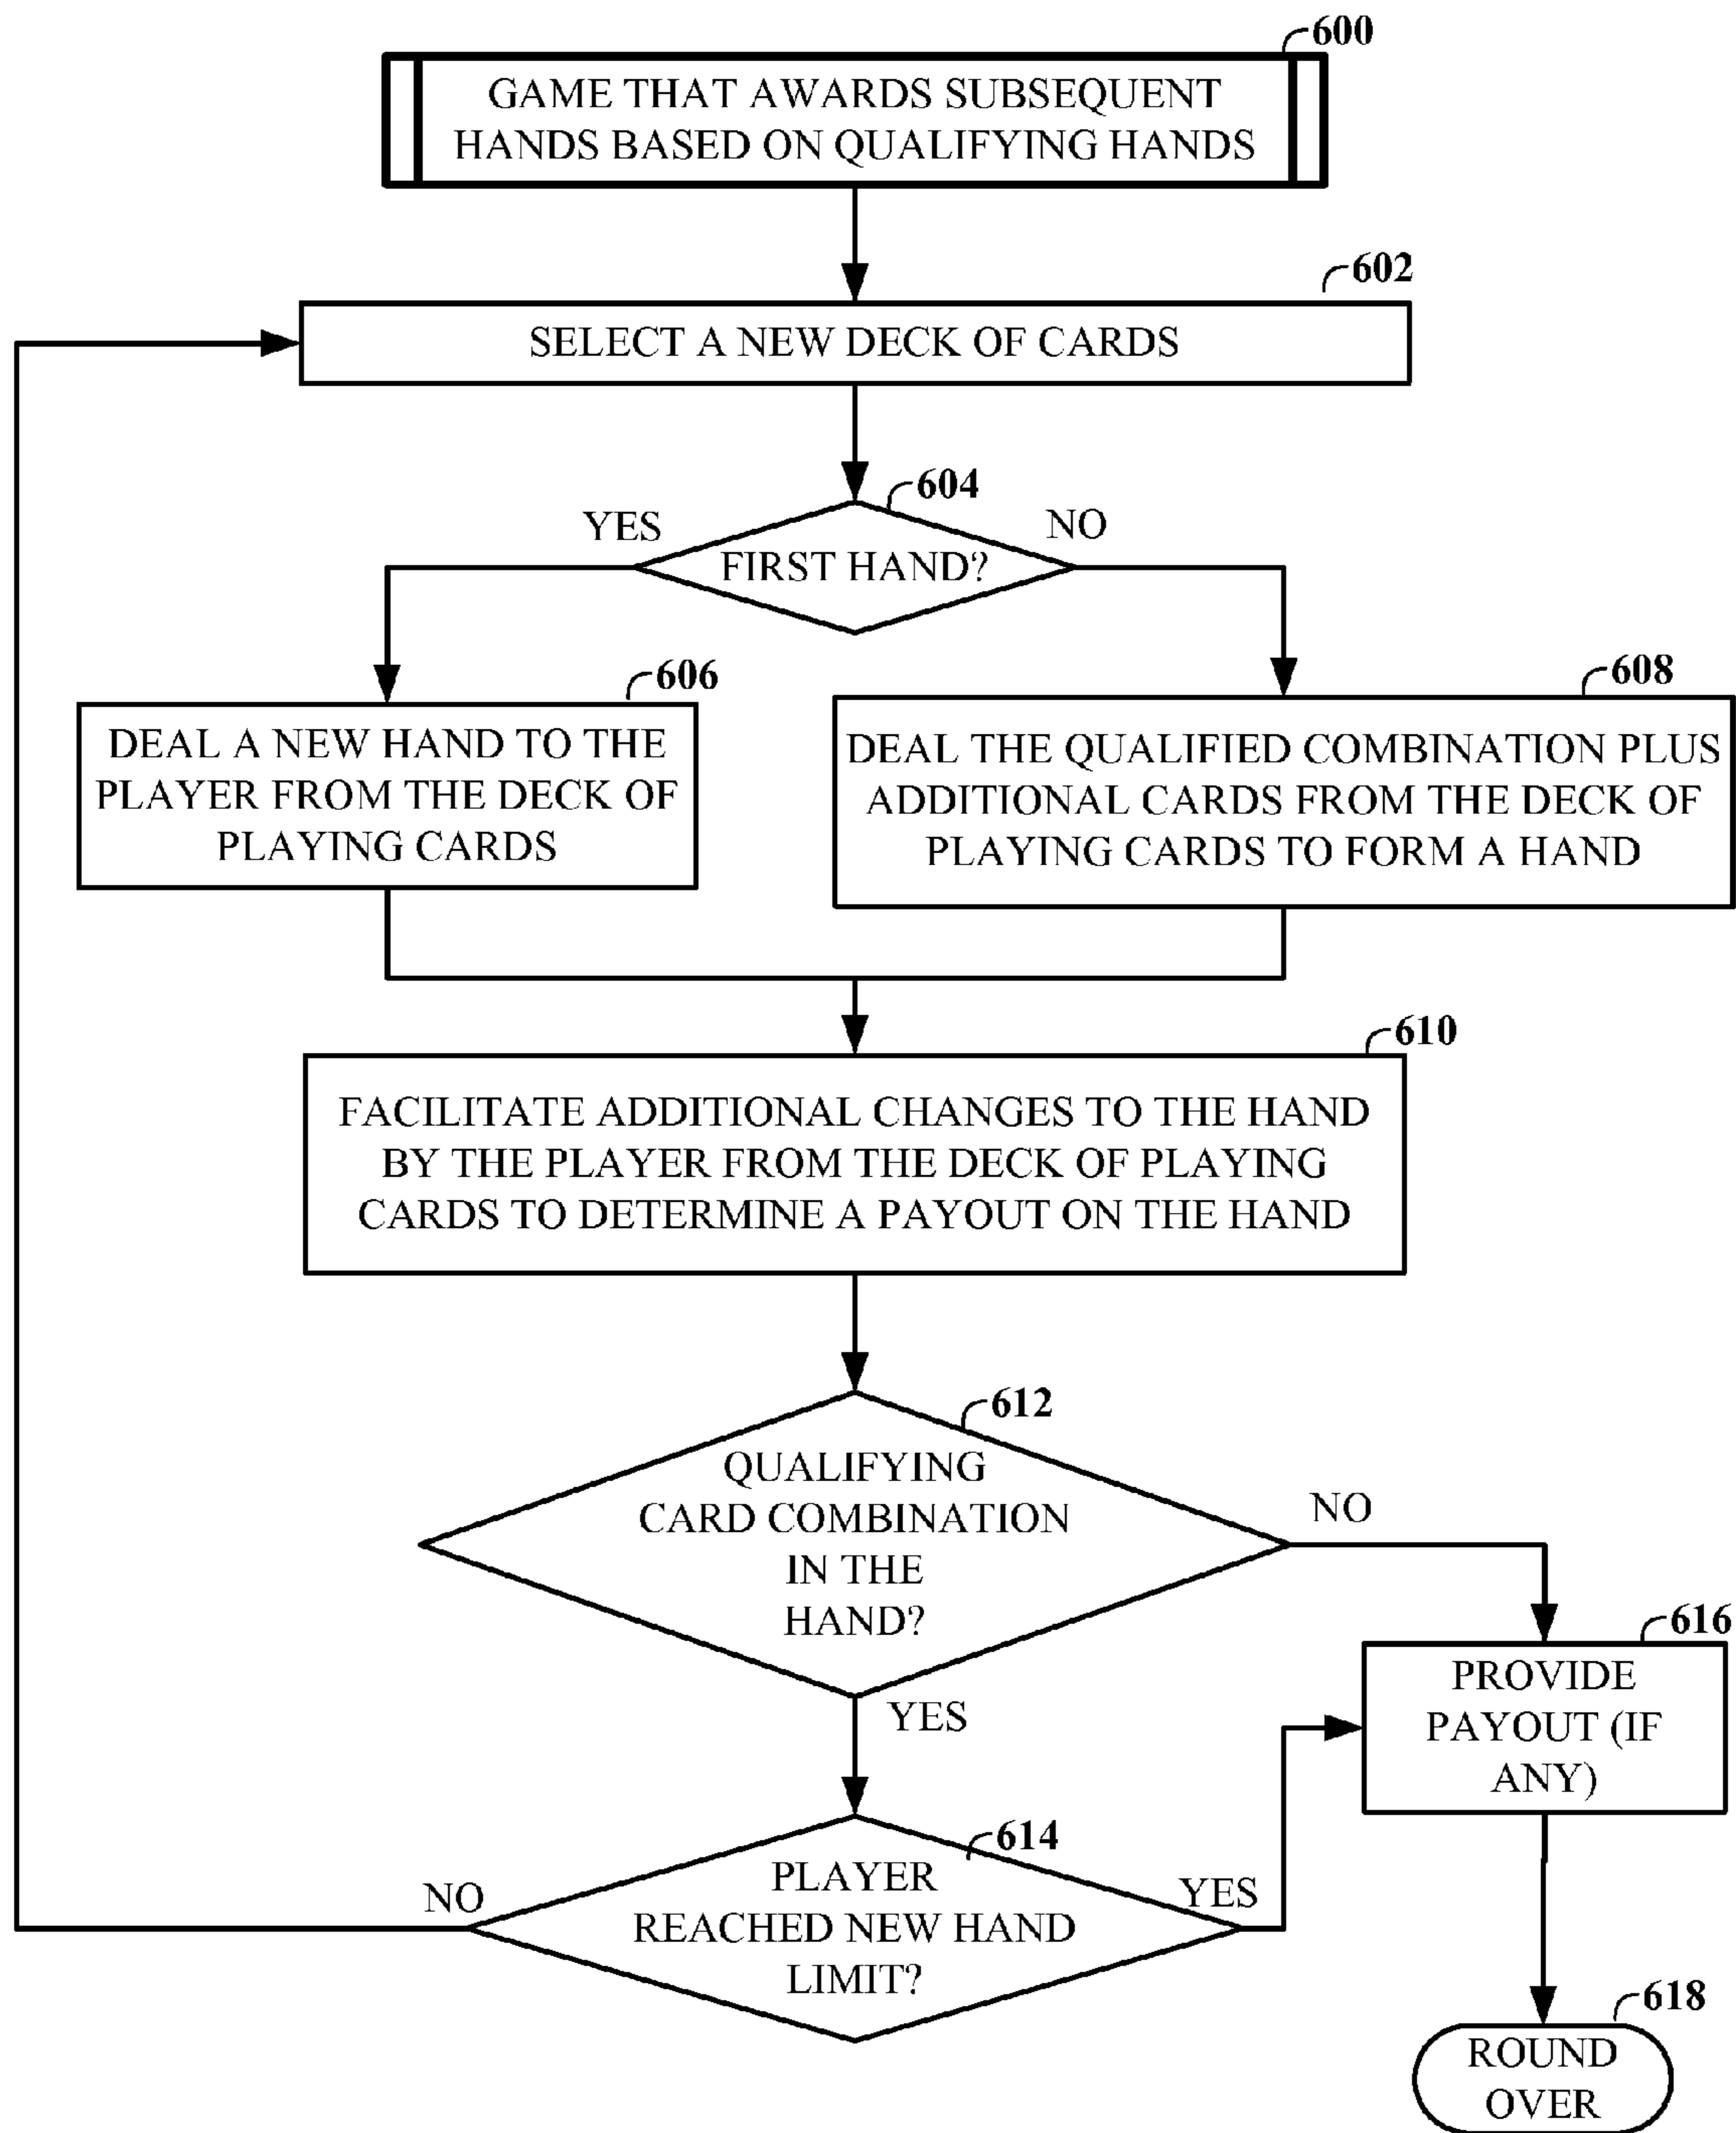 600
GAME THAT AWARDS SUBSEQUENT
HANDS BASED ON QUALIFYING HANDS
602
SELECT A NEW DECK OF CARDS
604
YES
NO
FIRST HAND?
606
608
DEAL A NEW HAND TO THE
PLAYER FROM THE DECK OF
PLAYING CARDS
DEAL THE QUALIFIED COMBINATION PLUS
ADDITIONAL CARDS FROM THE DECK OF
PLAYING CARDS TO FORM A HAND
610
FACILITATE ADDITIONAL CHANGES TO THE HAND
BY THE PLAYER FROM THE DECK OF PLAYING
CARDS TO DETERMINE A PAYOUT ON THE HAND
612
QUALIFYING
CARD COMBINATION
IN THE
HAND?
NO
YES
616
PROVIDE
PAYOUT (IF
ANY)
614
NO
PLAYER
REACHED NEW HAND
LIMIT?
YES
618
ROUND
OVER